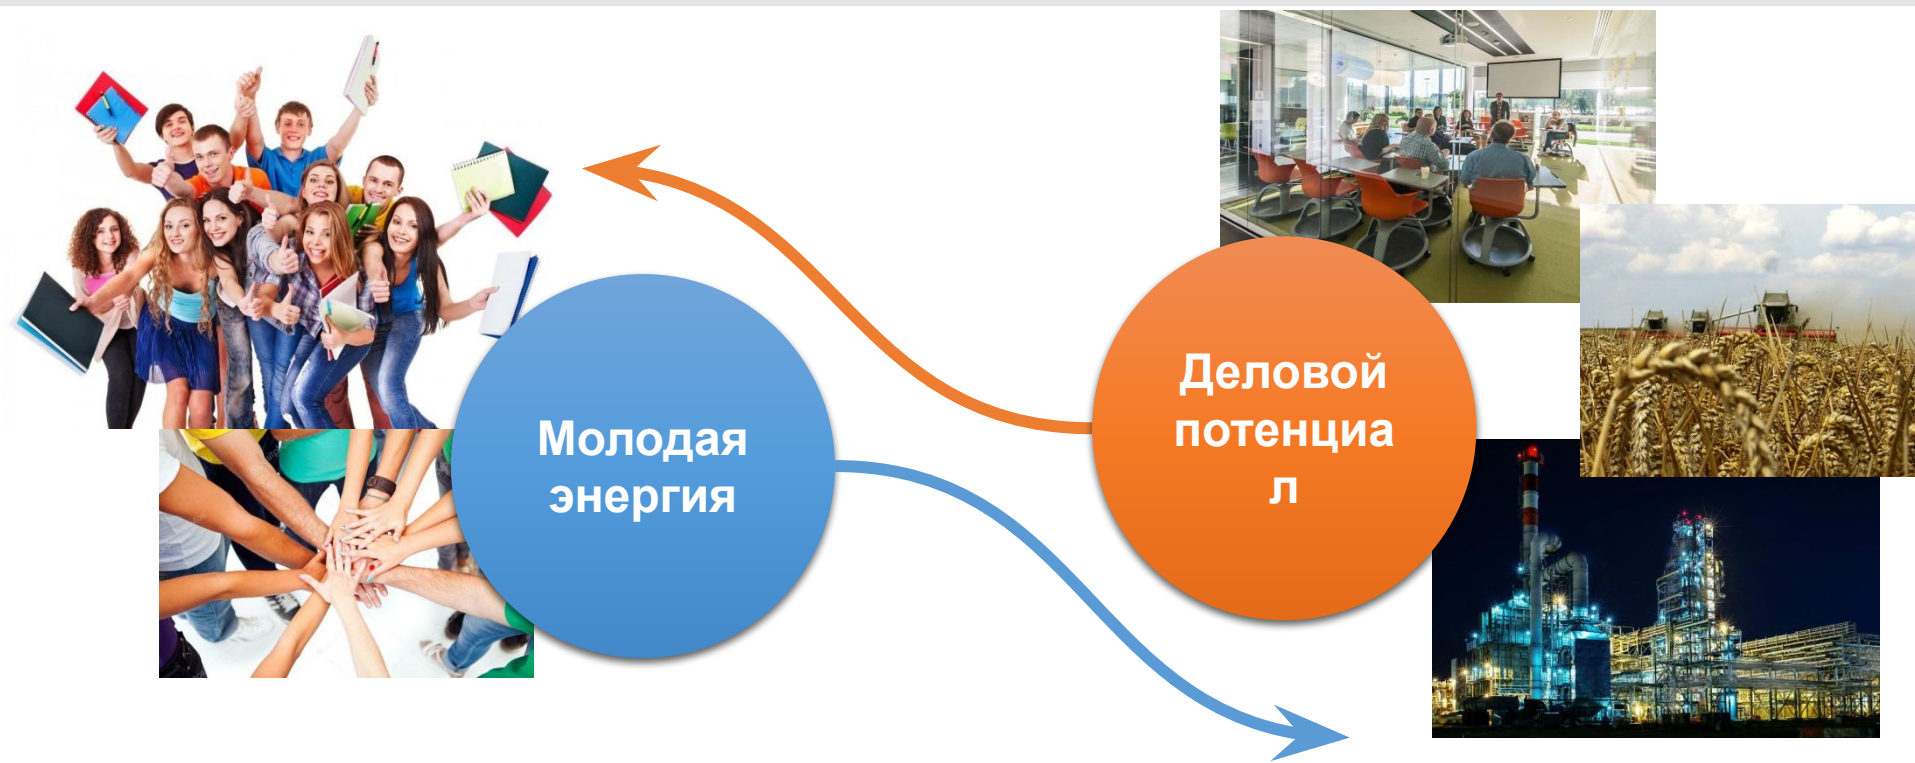 Молодая
энергия
Деловой
потенциа
л